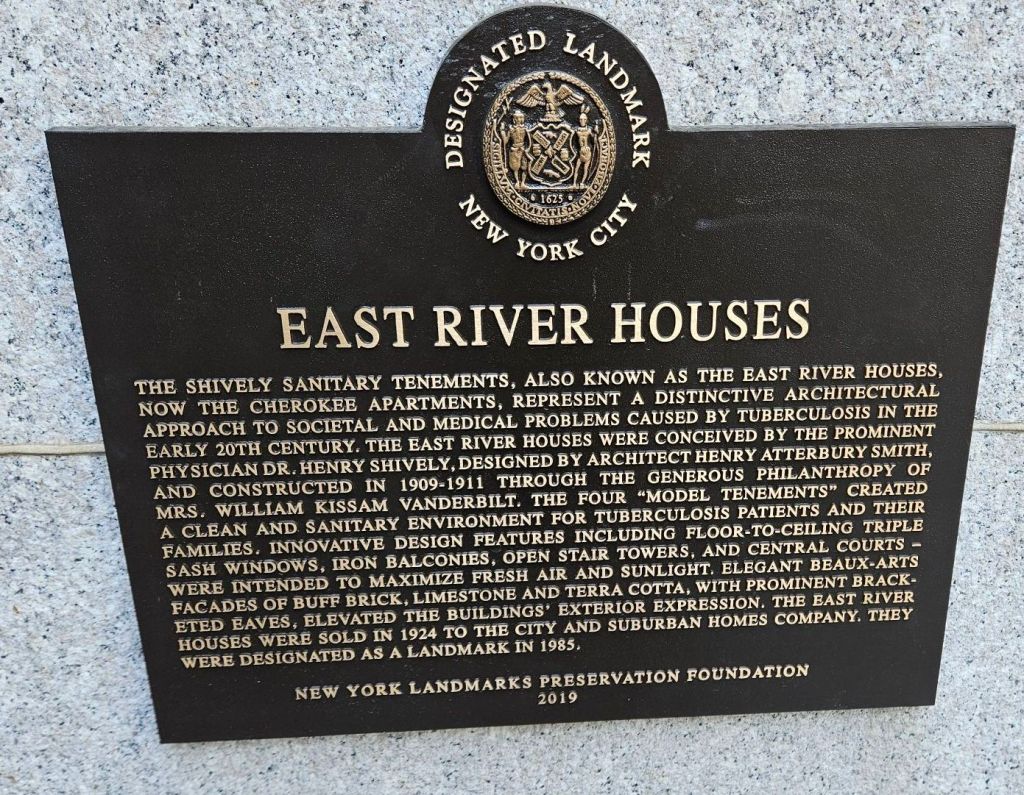 DESIGNATED LANDMARK
SIGILLVM CIVITATIS NOVI EBORACI
1625
NEW YORK CITY
EAST RIVER HOUSES
THE SHIVELY SANITARY TENEMENTS, ALSO KNOWN AS THE EAST RIVER HOUSES,
NOW THE CHEROKEE APARTMENTS, REPRESENT A DISTINCTIVE ARCHITECTURAL
APPROACH TO SOCIETAL AND MEDICAL PROBLEMS CAUSED BY TUBERCULOSIS IN THE
EARLY 20TH CENTURY. THE EAST RIVER HOUSES WERE CONCEIVED BY THE PROMINENT
PHYSICIAN DR. HENRY SHIVELY, DESIGNED BY ARCHITECT HENRY ATTERBURY SMITH,
AND CONSTRUCTED IN 1909-1911 THROUGH THE GENEROUS PHILANTHROPY OF
MRS. WILLIAM KISSAM VANDERBILT. THE FOUR “MODEL TENEMENTS” CREATED
A CLEAN AND SANITARY ENVIRONMENT FOR TUBERCULOSIS PATIENTS AND THEIR
FAMILIES. INNOVATIVE DESIGN FEATURES INCLUDING FLOOR-TO-CEILING TRIPLE
SASH WINDOWS, IRON BALCONIES, OPEN STAIR TOWERS, AND CENTRAL COURTS –
WERE INTENDED TO MAXIMIZE FRESH AIR AND SUNLIGHT. ELEGANT BEAUX-ARTS
FACADES OF BUFF BRICK, LIMESTONE AND TERRA COTTA, WITH PROMINENT BRACK-
ETED EAVES, ELEVATED THE BUILDINGS’ EXTERIOR EXPRESSION. THE EAST RIVER
HOUSES WERE SOLD IN 1924 TO THE CITY AND SUBURBAN HOMES COMPANY. THEY
WERE DESIGNATED AS A LANDMARK IN 1985.
NEW YORK LANDMARKS PRESERVATION FOUNDATION
2019